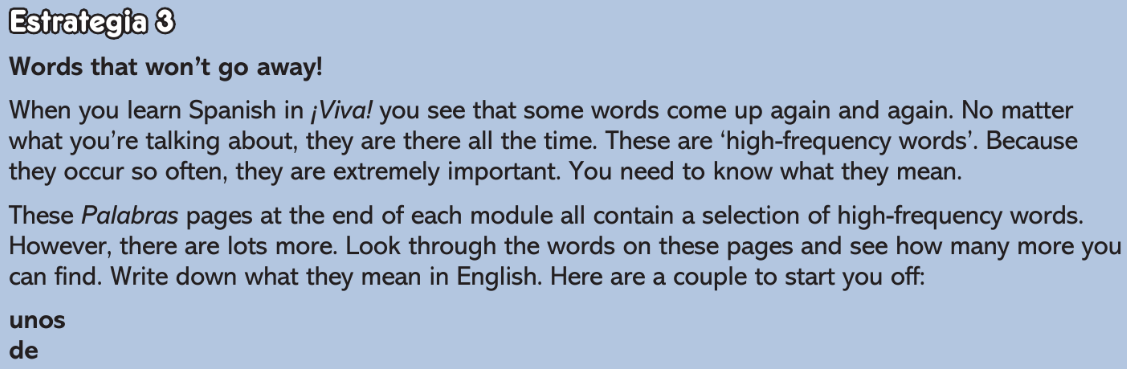 Estrategia 3
Words that won't go away!
When you learn Spanish in ¡Viva! you see that some words come up again and again. No matter
what you're talking about, they are there all the time. These are 'high-frequency words'. Because
they occur so often, they are extremely important. You need to know what they mean.
These Palabras pages at the end of each module all contain a selection of high-frequency words.
However, there are lots more. Look through the words on these pages and see how many more you
can find. Write down what they mean in English. Here are a couple to start you off:
unos
de